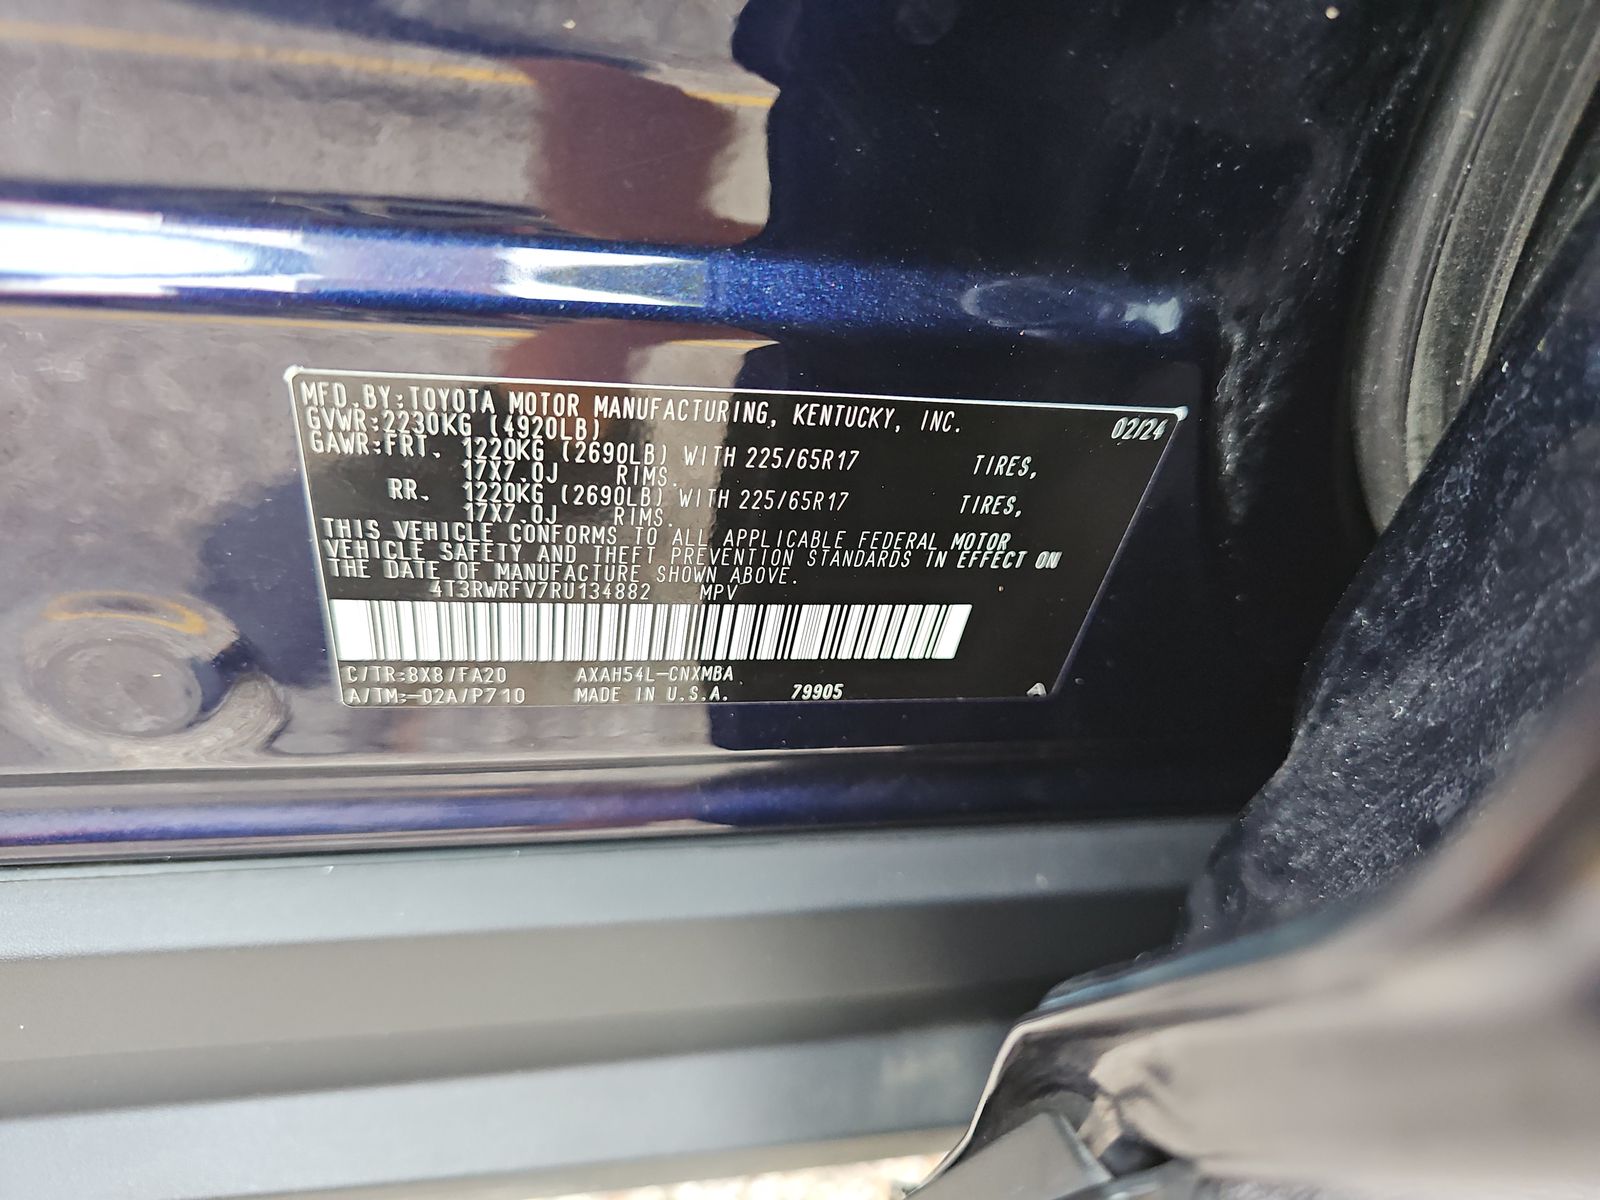 MFD.BY:TOYOTA MOTOR MANUFACTURING, KENTUCKY, INC. 02/24
GVWR:2230KG (4920LB)
GAWR:FRT. 1220KG (2690LB) WITH 225/65R17 TIRES,
17X7.0J RIMS.
RR. 1220KG (2690LB) WITH 225/65R17 TIRES,
17X7.0J RIMS.
THIS VEHICLE CONFORMS TO ALL APPLICABLE FEDERAL MOTOR
VEHICLE SAFETY AND THEFT PREVENTION STANDARDS IN EFFECT ON
THE DATE OF MANUFACTURE SHOWN ABOVE.
4T3RWRFV7RU134882 MPV
C/TR:8X8/FA20 AXAH54L-CNXMBA
A/TM:-02A/P710 MADE IN U.S.A. 79905
A